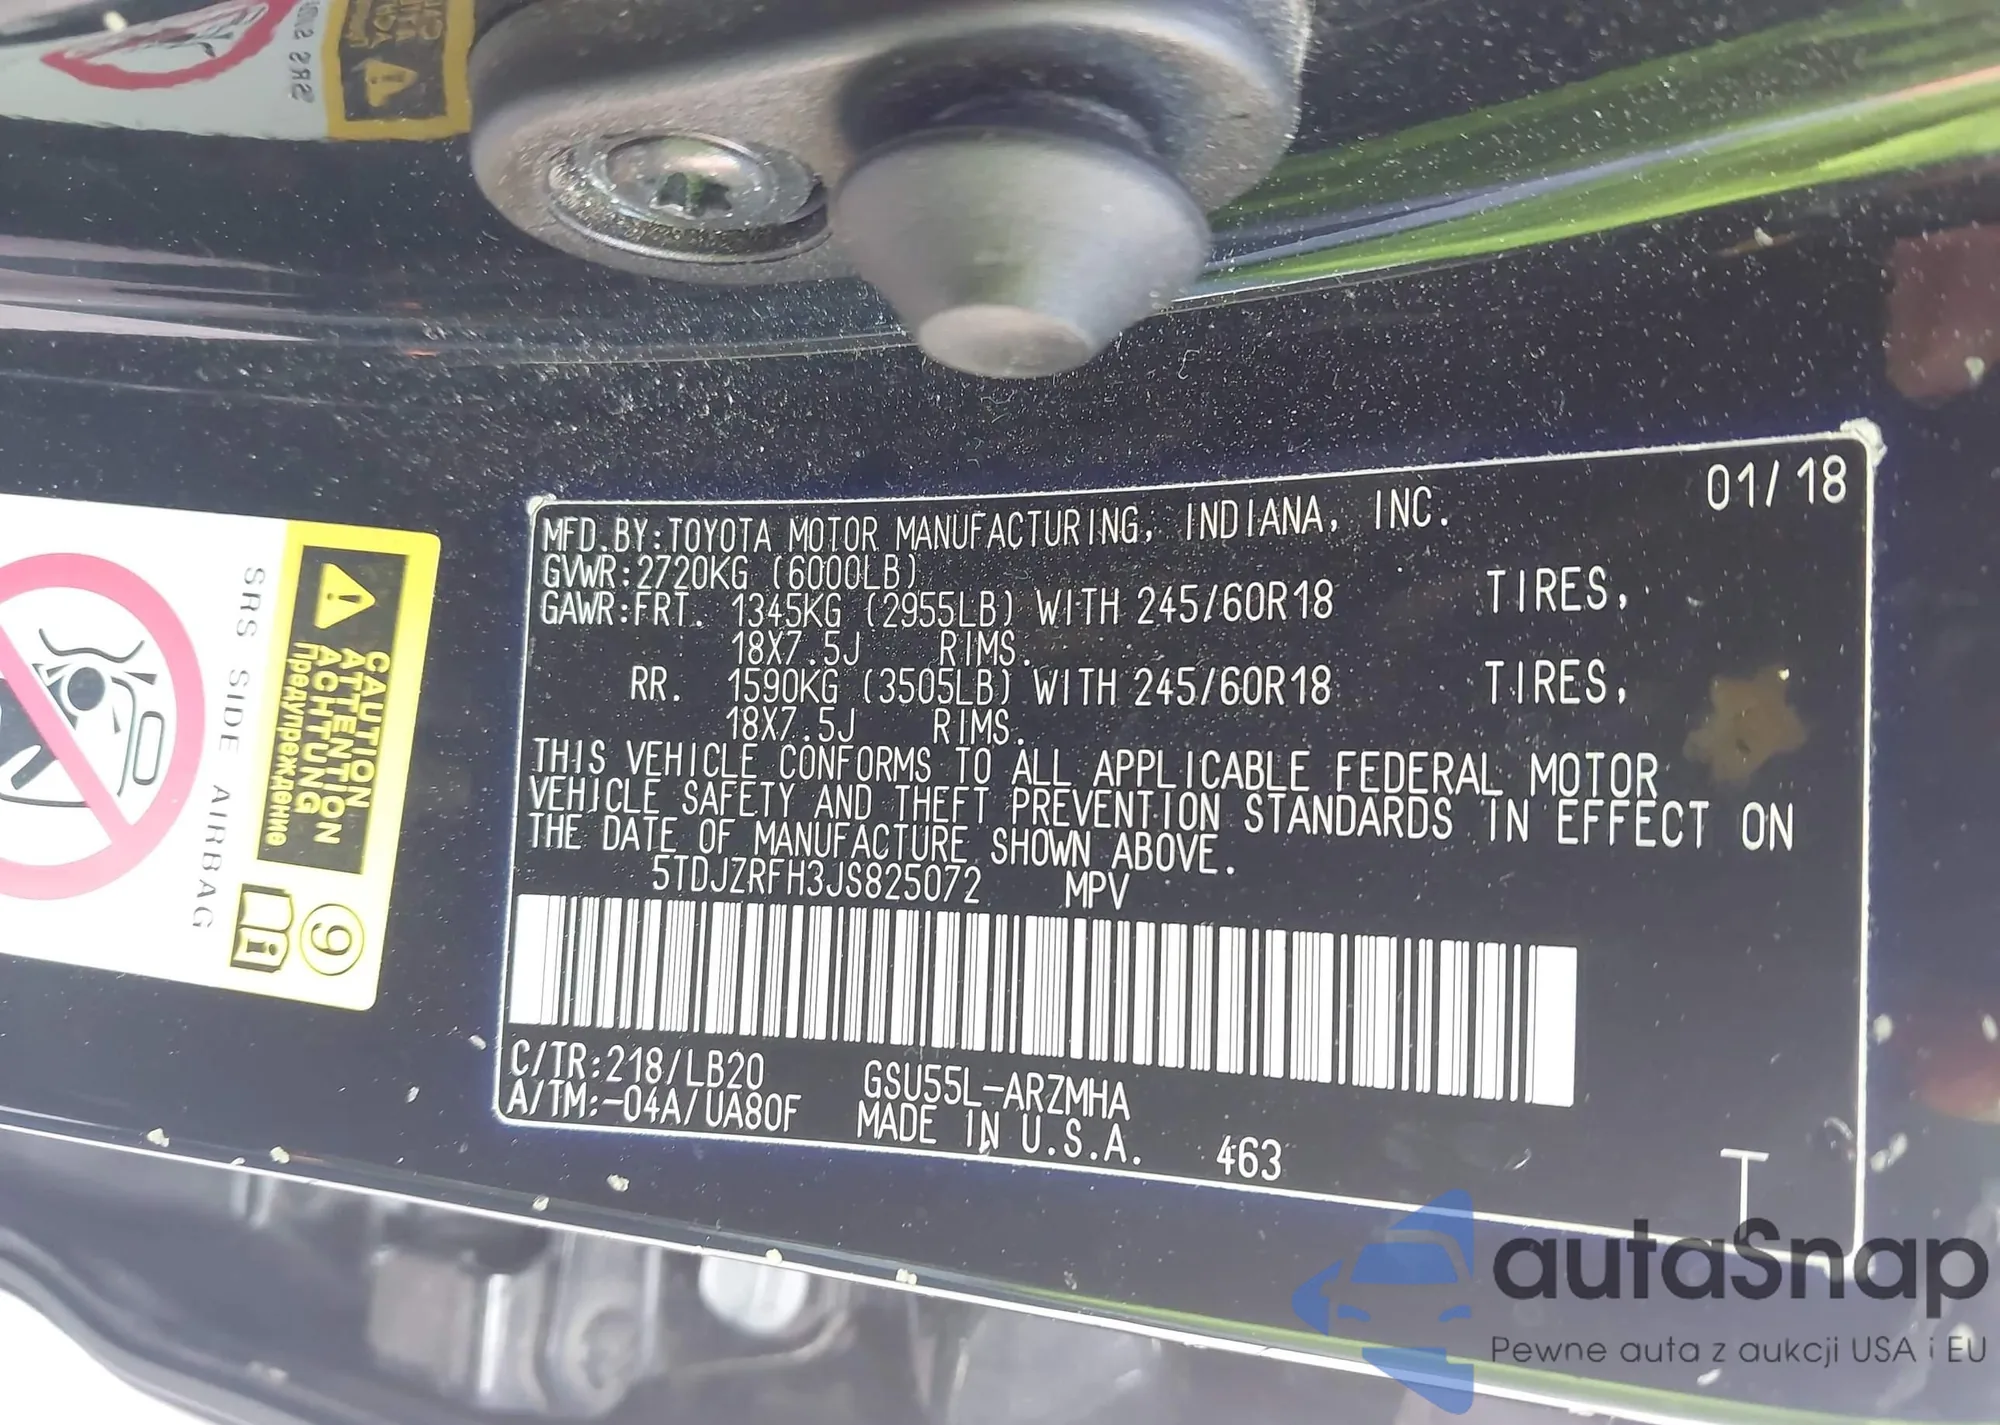 01/18
MFD.BY:TOYOTA MOTOR MANUFACTURING, INDIANA, INC.
GVWR:2720KG (6000LB)
GAWR:FRT. 1345KG (2955LB) WITH 245/60R18 TIRES,
18X7.5J RIMS.
RR. 1590KG (3505LB) WITH 245/60R18 TIRES,
18X7.5J RIMS.
THIS VEHICLE CONFORMS TO ALL APPLICABLE FEDERAL MOTOR
VEHICLE SAFETY AND THEFT PREVENTION STANDARDS IN EFFECT ON
THE DATE OF MANUFACTURE SHOWN ABOVE.
5TDJZRFH3JS825072 MPV
C/TR:218/LB20 GSU55L-ARZMHA
A/TM:-04A/UA80F MADE IN U.S.A. 463
T
CAUTION
ATTENTION
ACHTUNG
Предупреждение
SRS SIDE AIRBAG
9
autoSnap
Pewne auta z aukcji USA i EU